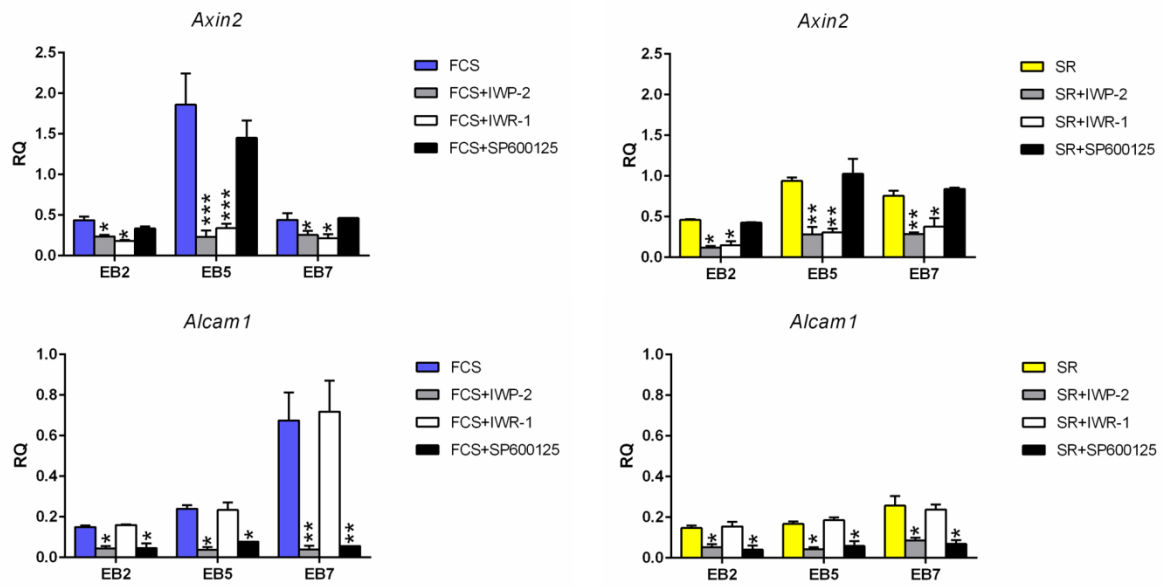 Axin2
2.5
2.0
1.5
1.0
0.5
0.0
RQ
*
*
***
***
*
*
EB2 EB5 EB7
FCS
FCS+IWP-2
FCS+IWR-1
FCS+SP600125
Axin2
2.5
2.0
1.5
1.0
0.5
0.0
RQ
*
*
**
**
**
*
EB2 EB5 EB7
SR
SR+IWP-2
SR+IWR-1
SR+SP600125
Alcam1
1.0
0.8
0.6
0.4
0.2
0.0
RQ
*
*
*
*
**
**
EB2 EB5 EB7
FCS
FCS+IWP-2
FCS+IWR-1
FCS+SP600125
Alcam1
1.0
0.8
0.6
0.4
0.2
0.0
RQ
*
*
*
*
*
*
EB2 EB5 EB7
SR
SR+IWP-2
SR+IWR-1
SR+SP600125